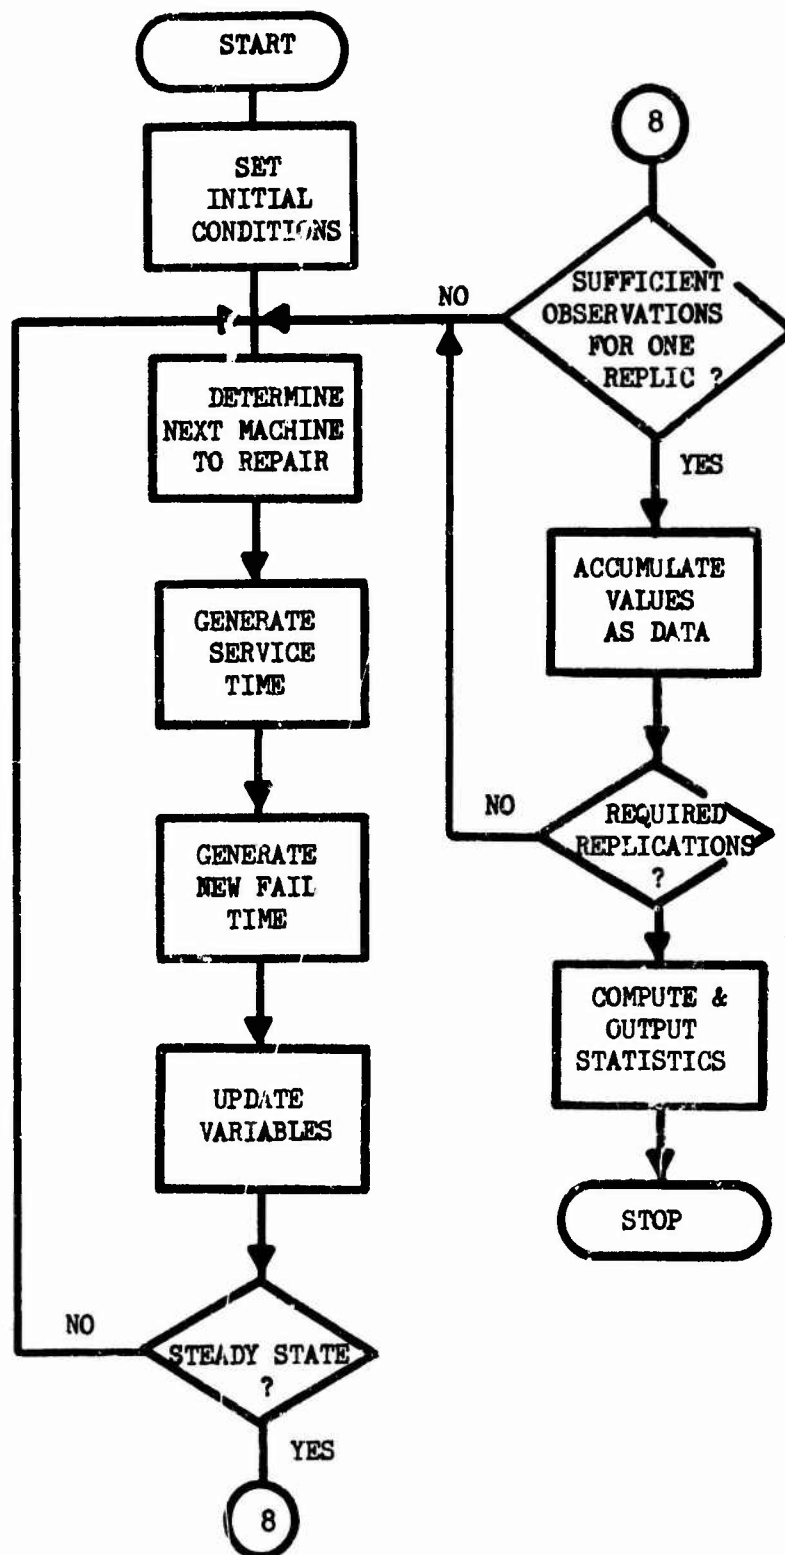 START
SET
INITIAL
CONDITIONS
DETERMINE
NEXT MACHINE
TO REPAIR
GENERATE
SERVICE
TIME
GENERATE
NEW FAIL
TIME
UPDATE
VARIABLES
NO
STEADY STATE
?
YES
8
8
NO
SUFFICIENT
OBSERVATIONS
FOR ONE
REPLIC ?
YES
ACCUMULATE
VALUES
AS DATA
NO
REQUIRED
REPLICATIONS
?
COMPUTE &
OUTPUT
STATISTICS
STOP